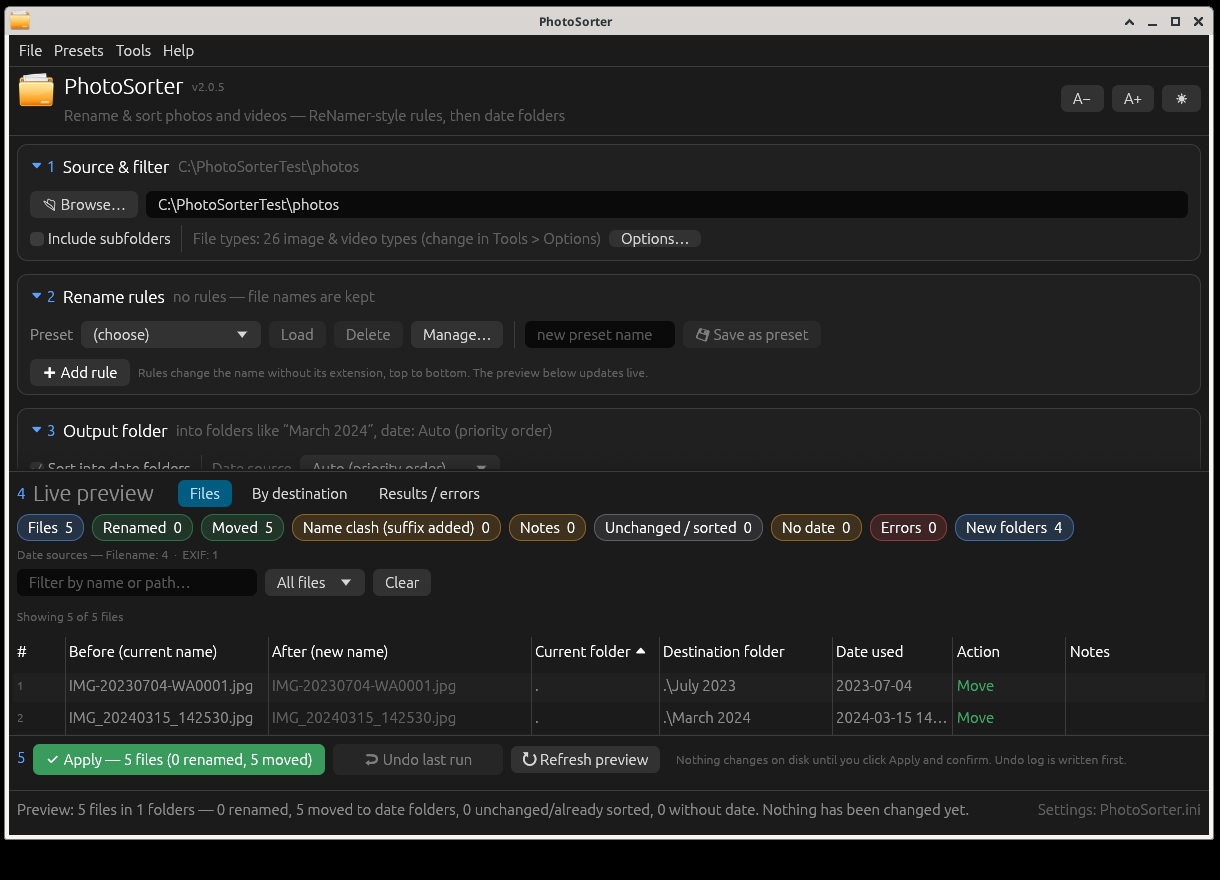 PhotoSorter
File Presets Tools Help
PhotoSorter v2.0.5
Rename & sort photos and videos — ReNamer-style rules, then date folders
A− A+
1 Source & filter C:\PhotoSorterTest\photos
Browse… C:\PhotoSorterTest\photos
Include subfolders File types: 26 image & video types (change in Tools > Options) Options…
2 Rename rules no rules — file names are kept
Preset (choose) Load Delete Manage… new preset name Save as preset
+ Add rule Rules change the name without its extension, top to bottom. The preview below updates live.
3 Output folder into folders like “March 2024”, date: Auto (priority order)
Sort into date folders Date source Auto (priority order)
4 Live preview Files By destination Results / errors
Files 5 Renamed 0 Moved 5 Name clash (suffix added) 0 Notes 0 Unchanged / sorted 0 No date 0 Errors 0 New folders 4
Date sources — Filename: 4 · EXIF: 1
Filter by name or path… All files Clear
Showing 5 of 5 files
# Before (current name) After (new name) Current folder Destination folder Date used Action Notes
1 IMG-20230704-WA0001.jpg IMG-20230704-WA0001.jpg . .\July 2023 2023-07-04 Move
2 IMG_20240315_142530.jpg IMG_20240315_142530.jpg . .\March 2024 2024-03-15 14… Move
5 Apply — 5 files (0 renamed, 5 moved) Undo last run Refresh preview Nothing changes on disk until you click Apply and confirm. Undo log is written first.
Preview: 5 files in 1 folders — 0 renamed, 5 moved to date folders, 0 unchanged/already sorted, 0 without date. Nothing has been changed yet. Settings: PhotoSorter.ini